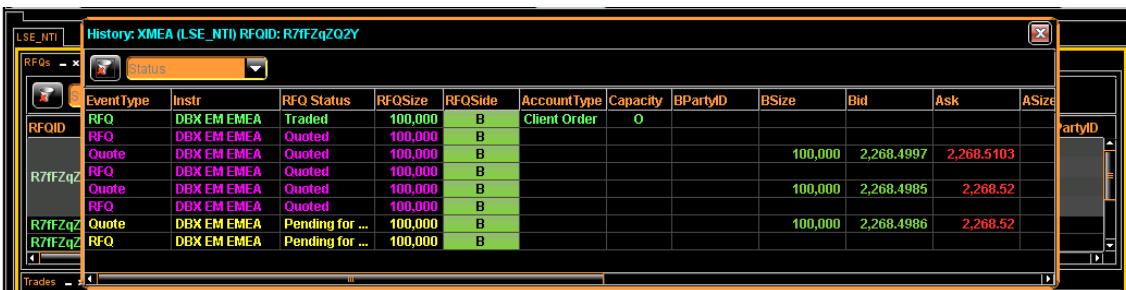 LSE_NTI
History: XMEA (LSE_NTI) RFQID: R7fFZqZQ2Y
RFQs
Status
EventType Instr RFQ Status RFQSize RFQSide AccountType Capacity BPartyID BSize Bid Ask ASize
RFQID
PartyID
RFQ DBX EM EMEA Traded 100,000 B Client Order O
RFQ DBX EM EMEA Quoted 100,000 B
Quote DBX EM EMEA Quoted 100,000 B 100,000 2,268.4997 2,268.5103
R7fFZqZ
RFQ DBX EM EMEA Quoted 100,000 B
Quote DBX EM EMEA Quoted 100,000 B 100,000 2,268.4985 2,268.52
RFQ DBX EM EMEA Quoted 100,000 B
R7fFZqZ
Quote DBX EM EMEA Pending for ... 100,000 B 100,000 2,268.4986 2,268.52
R7fFZqZ
RFQ DBX EM EMEA Pending for ... 100,000 B
Trades